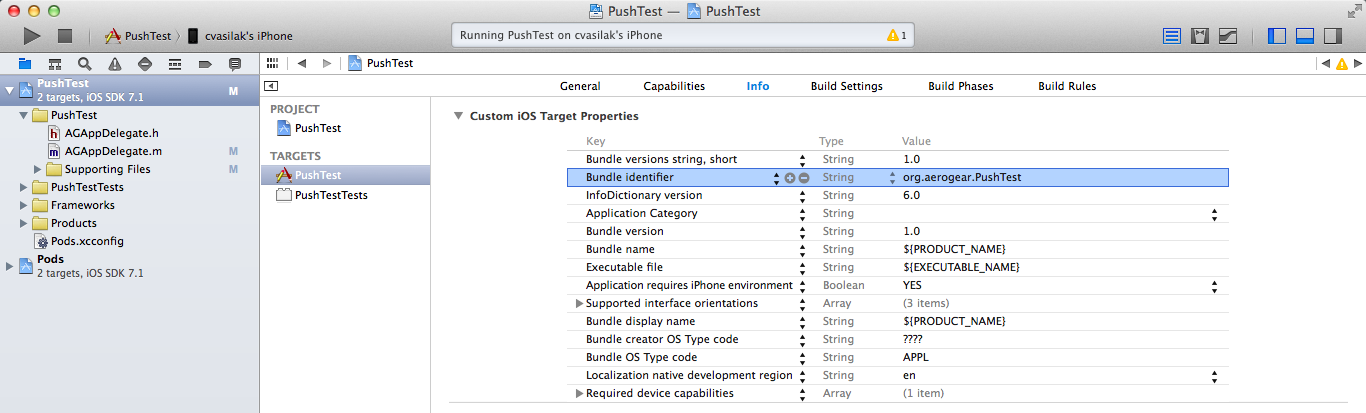 PushTest — PushTest
PushTest cvasilak's iPhone
Running PushTest on cvasilak's iPhone 1
PushTest
PushTest
2 targets, iOS SDK 7.1 M
PushTest
h AGAppDelegate.h
m AGAppDelegate.m M
Supporting Files M
PushTestTests
Frameworks
Products
Pods.xcconfig
Pods
2 targets, iOS SDK 7.1
PROJECT
PushTest
TARGETS
PushTest
PushTestTests
General Capabilities Info Build Settings Build Phases Build Rules
Custom iOS Target Properties
Key Type Value
Bundle versions string, short String 1.0
Bundle identifier String org.aerogear.PushTest
InfoDictionary version String 6.0
Application Category String
Bundle version String 1.0
Bundle name String ${PRODUCT_NAME}
Executable file String ${EXECUTABLE_NAME}
Application requires iPhone environment Boolean YES
Supported interface orientations Array (3 items)
Bundle display name String ${PRODUCT_NAME}
Bundle creator OS Type code String ????
Bundle OS Type code String APPL
Localization native development region String en
Required device capabilities Array (1 item)